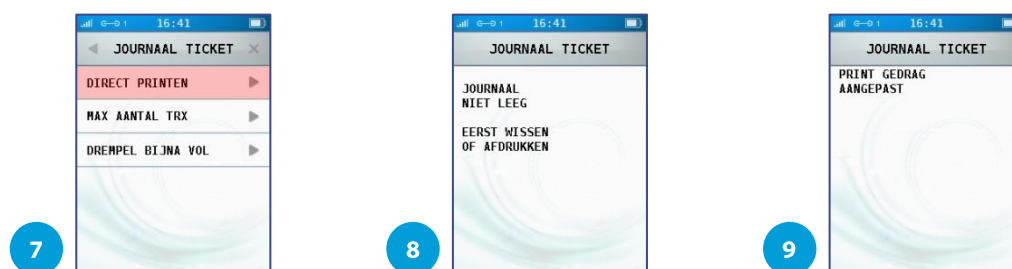 16:41
JOURNAAL TICKET
DIRECT PRINTEN
MAX AANTAL TRX
DREMPEL BIJNA VOL
7
16:41
JOURNAAL TICKET
JOURNAAL
NIET LEEG
EERST WISSEN
OF AFDRUKKEN
8
16:41
JOURNAAL TICKET
PRINT GEDRAG
AANGEPAST
9